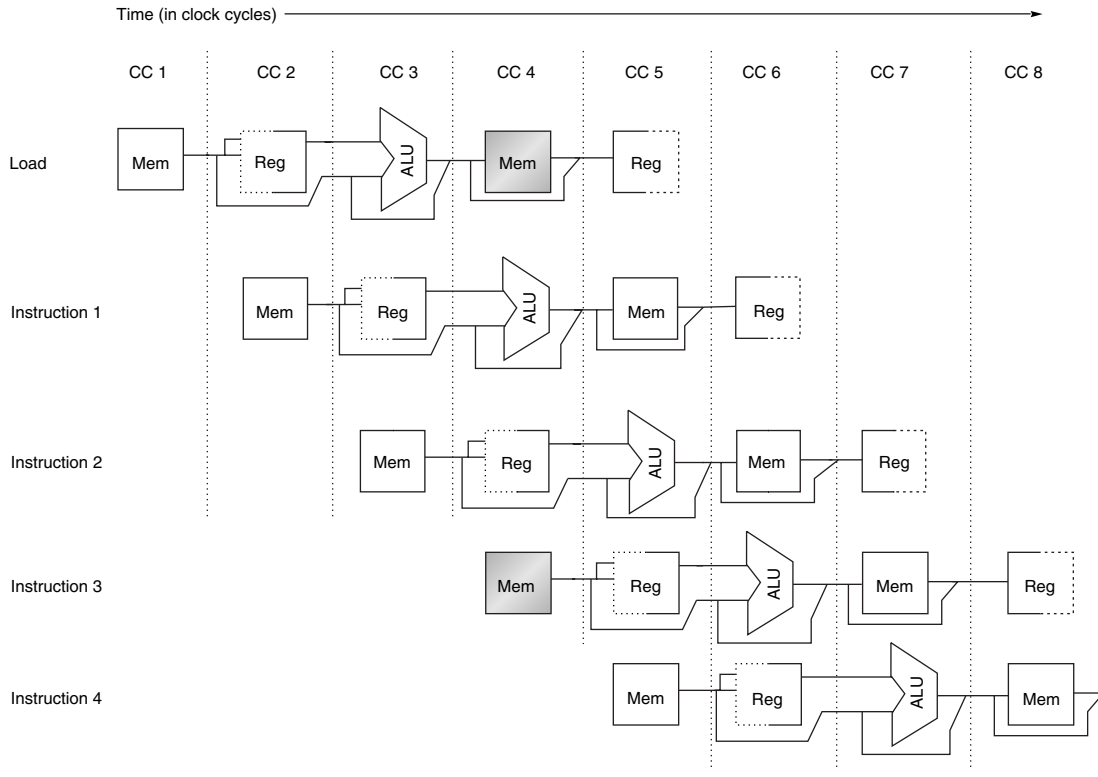 Time (in clock cycles)
CC 1 CC 2 CC 3 CC 4 CC 5 CC 6 CC 7 CC 8
Load Mem Reg ALU Mem Reg
Instruction 1 Mem Reg ALU Mem Reg
Instruction 2 Mem Reg ALU Mem Reg
Instruction 3 Mem Reg ALU Mem Reg
Instruction 4 Mem Reg ALU Mem